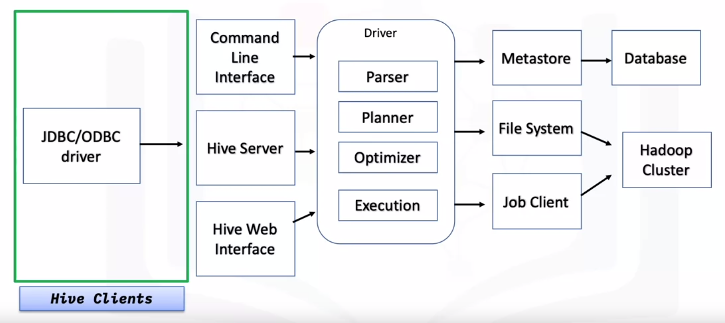 Command
Line
Interface
Driver
Parser
Planner
Optimizer
Execution
Metastore
Database
JDBC/ODBC
driver
Hive Server
File System
Hadoop
Cluster
Hive Web
Interface
Job Client
Hive Clients